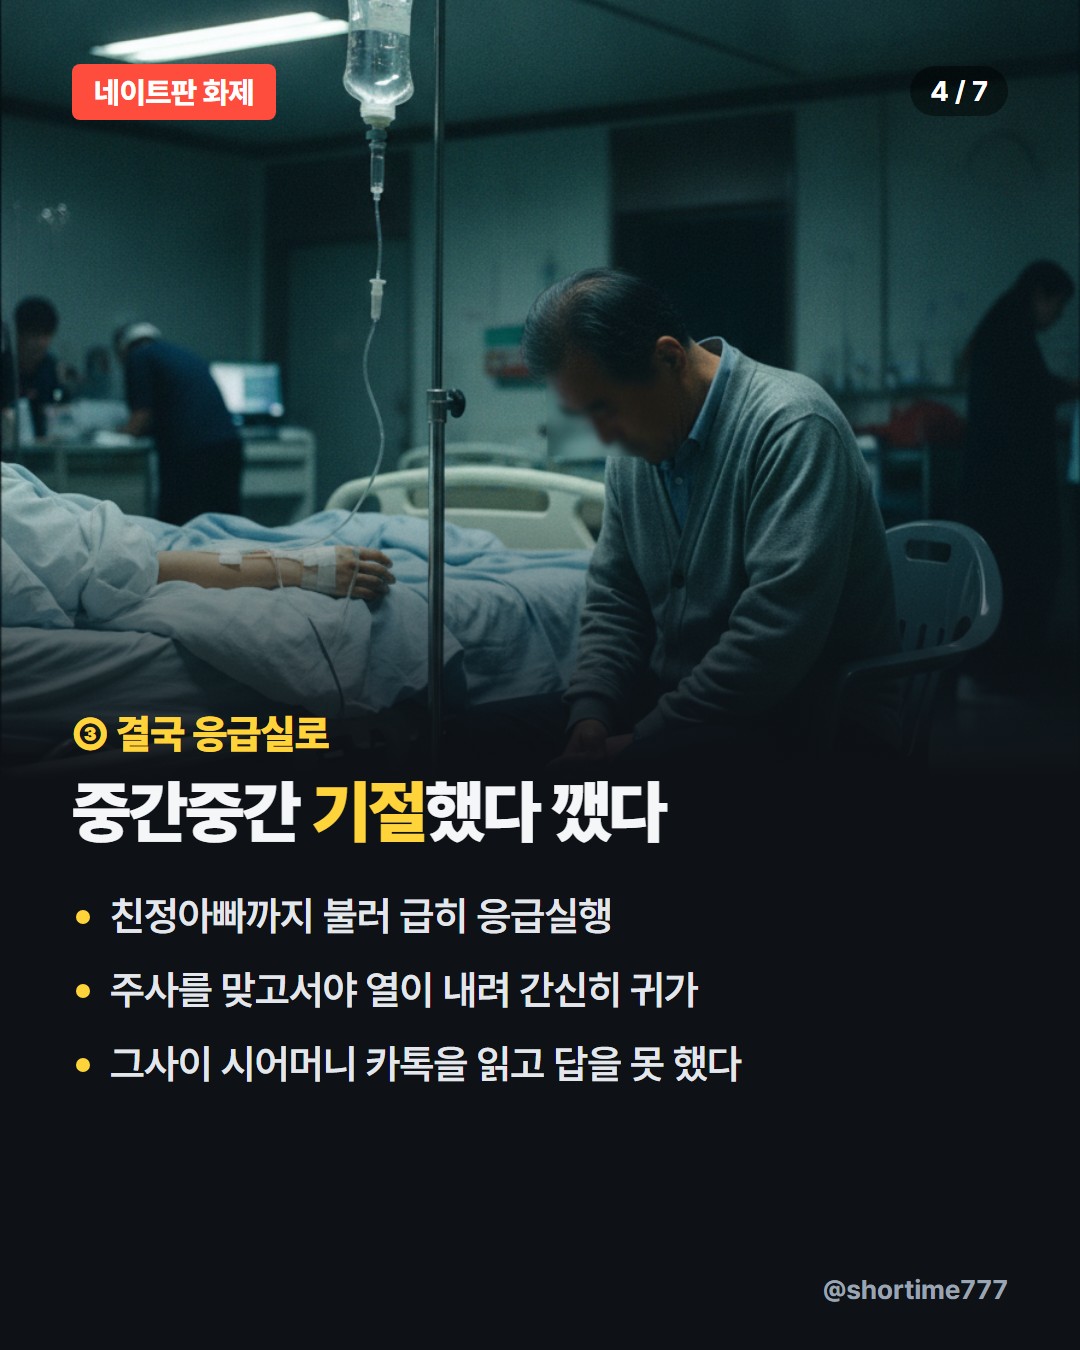 네이트판 화제
4 / 7
③ 결국 응급실로
중간중간 기절했다 깼다
• 친정아빠까지 불러 급히 응급실행
• 주사를 맞고서야 열이 내려 간신히 귀가
• 그사이 시어머니 카톡을 읽고 답을 못 했다
@shortime777